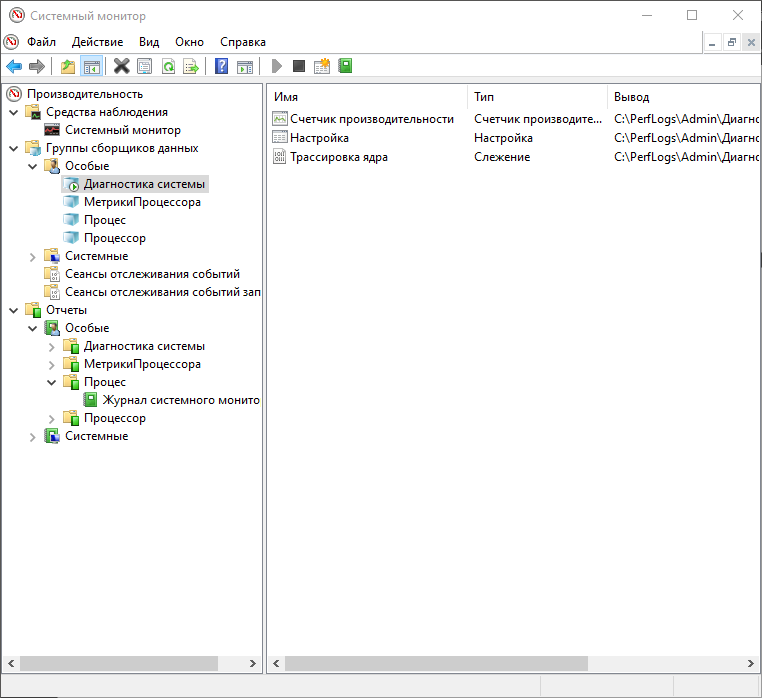 Системный монитор
Файл Действие Вид Окно Справка
Производительность
Средства наблюдения
Системный монитор
Группы сборщиков данных
Особые
Диагностика системы
МетрикиПроцессора
Процес
Процессор
Системные
Сеансы отслеживания событий
Сеансы отслеживания событий зап
Отчеты
Особые
Диагностика системы
МетрикиПроцессора
Процес
Журнал системного монито
Процессор
Системные
Имя Тип Вывод
Счетчик производительности Счетчик производите... C:\PerfLogs\Admin\Диагнс
Настройка Настройка C:\PerfLogs\Admin\Диагнс
Трассировка ядра Слежение C:\PerfLogs\Admin\Диагнс